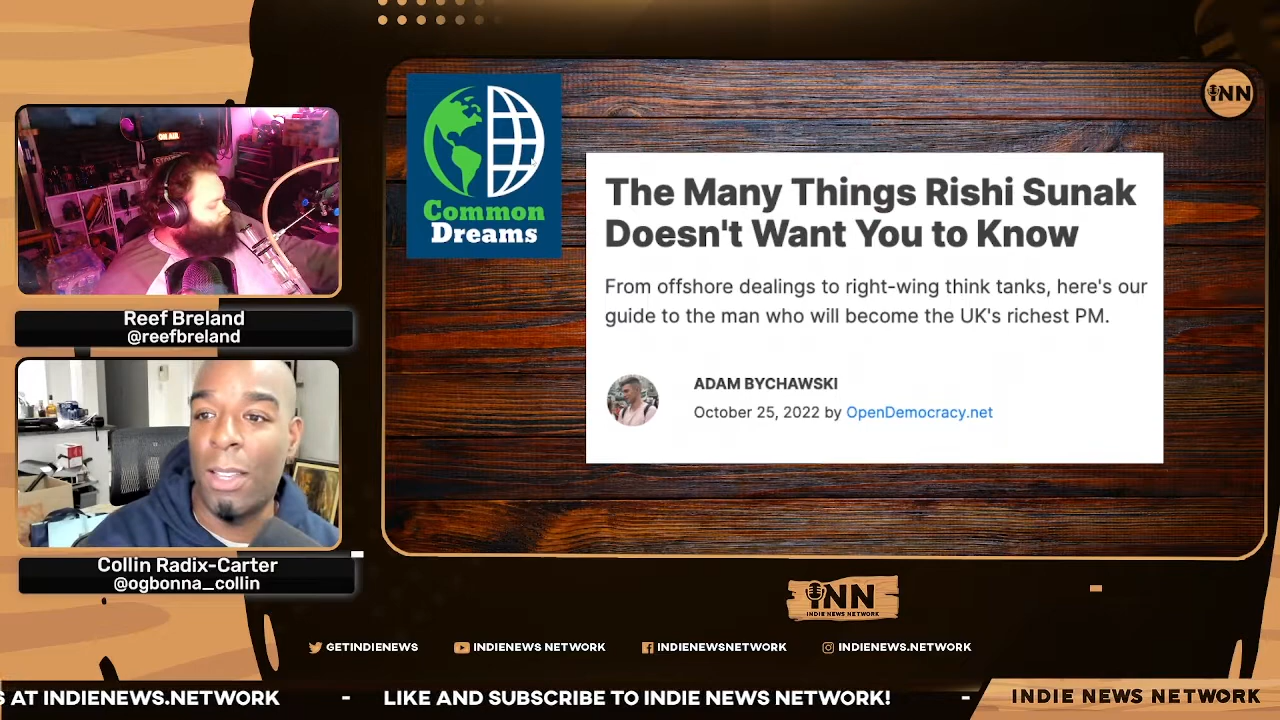 ON AIR
Reef Breland
@reefbreland
Collin Radix-Carter
@ogbonna_collin
Common
Dreams
The Many Things Rishi Sunak
Doesn't Want You to Know
From offshore dealings to right-wing think tanks, here's our
guide to the man who will become the UK's richest PM.
ADAM BYCHAWSKI
October 25, 2022 by OpenDemocracy.net
INN
INN
INDIE NEWS NETWORK
GETINDIENEWS
INDIENEWS NETWORK
INDIENEWSNETWORK
INDIENEWS.NETWORK
S AT INDIENEWS.NETWORK - LIKE AND SUBSCRIBE TO INDIE NEWS NETWORK! -
INDIE NEWS NETWORK